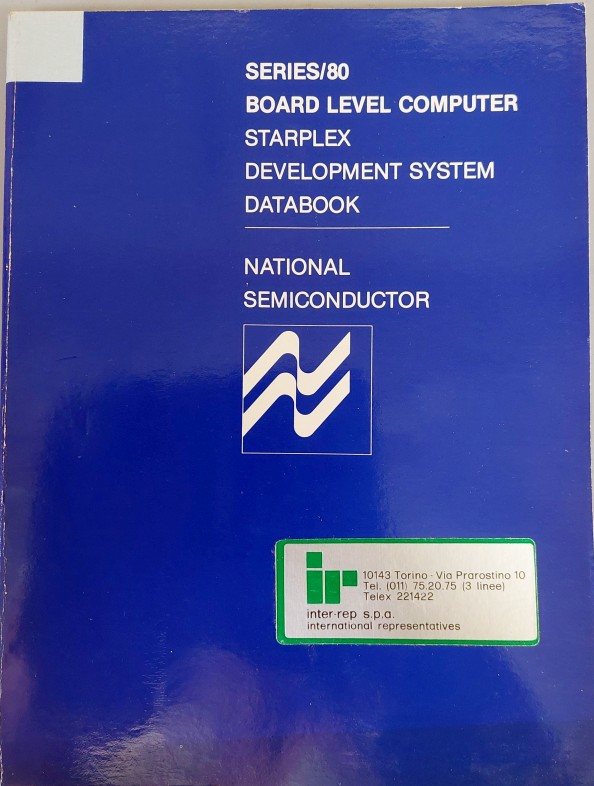 SERIES/80
BOARD LEVEL COMPUTER
STARPLEX
DEVELOPMENT SYSTEM
DATABOOK
NATIONAL
SEMICONDUCTOR
ir
10143 Torino - Via Prarostino 10
Tel. (011) 75.20.75 (3 linee)
Telex 221422
inter-rep s.p.a.
international representatives